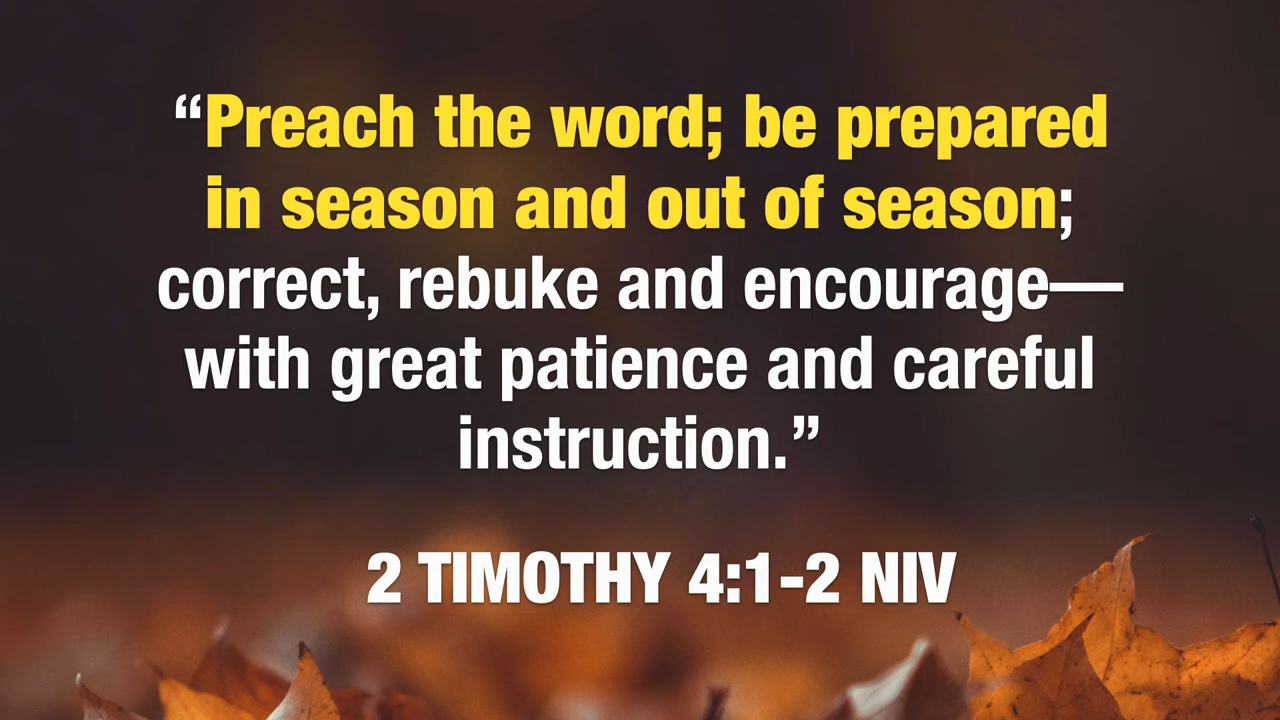 “Preach the word; be prepared
in season and out of season;
correct, rebuke and encourage—
with great patience and careful
instruction.”
2 TIMOTHY 4:1-2 NIV